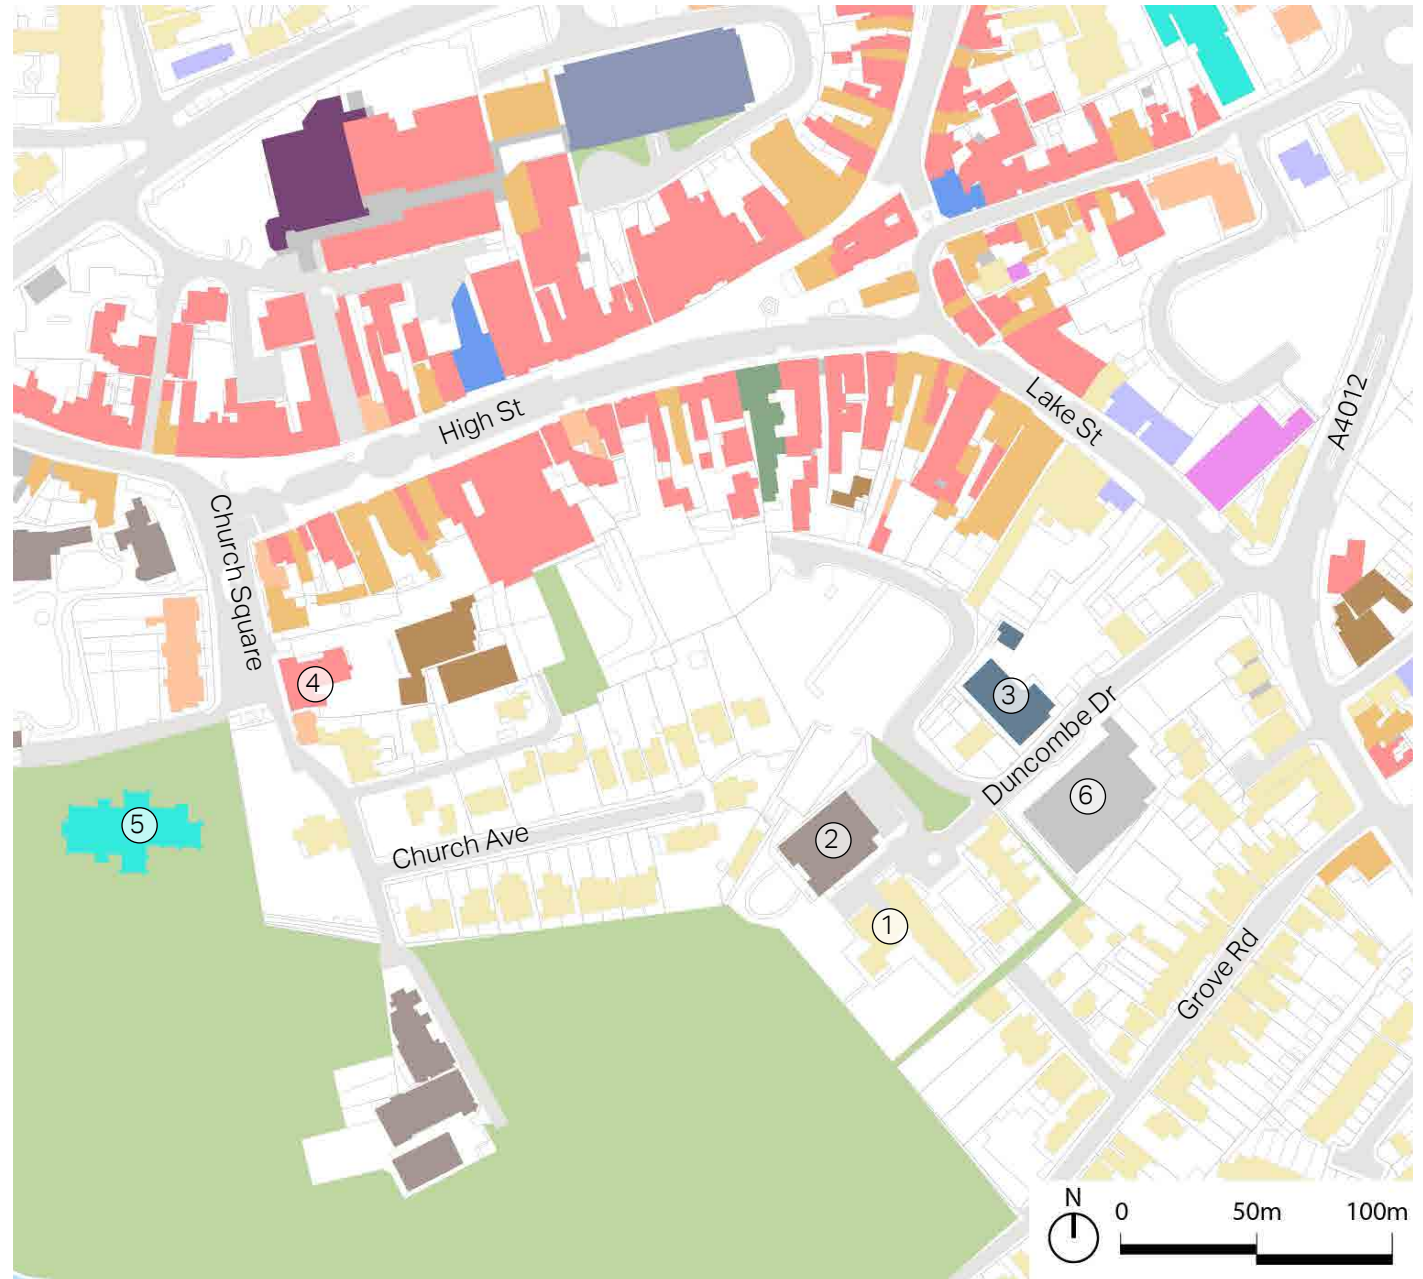 High St
Lake St
A4012
Church Square
4
3
Duncombe Dr
6
5
2
Church Ave
1
Grove Rd
N
0 50m 100m